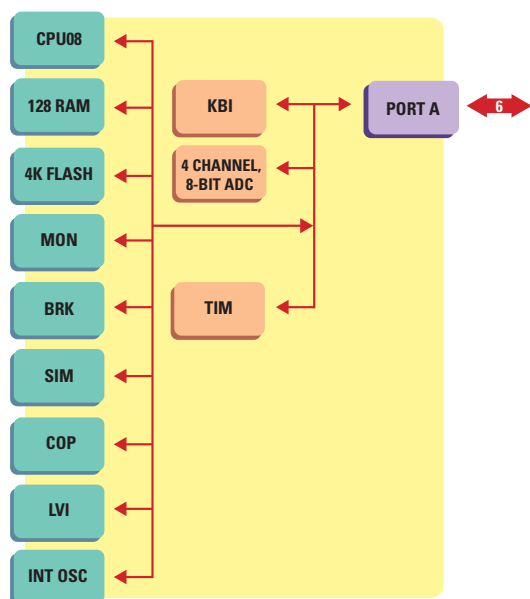 CPU08
128 RAM
4K FLASH
MON
BRK
SIM
COP
LVI
INT OSC
KBI
4 CHANNEL,
8-BIT ADC
TIM
PORT A
6